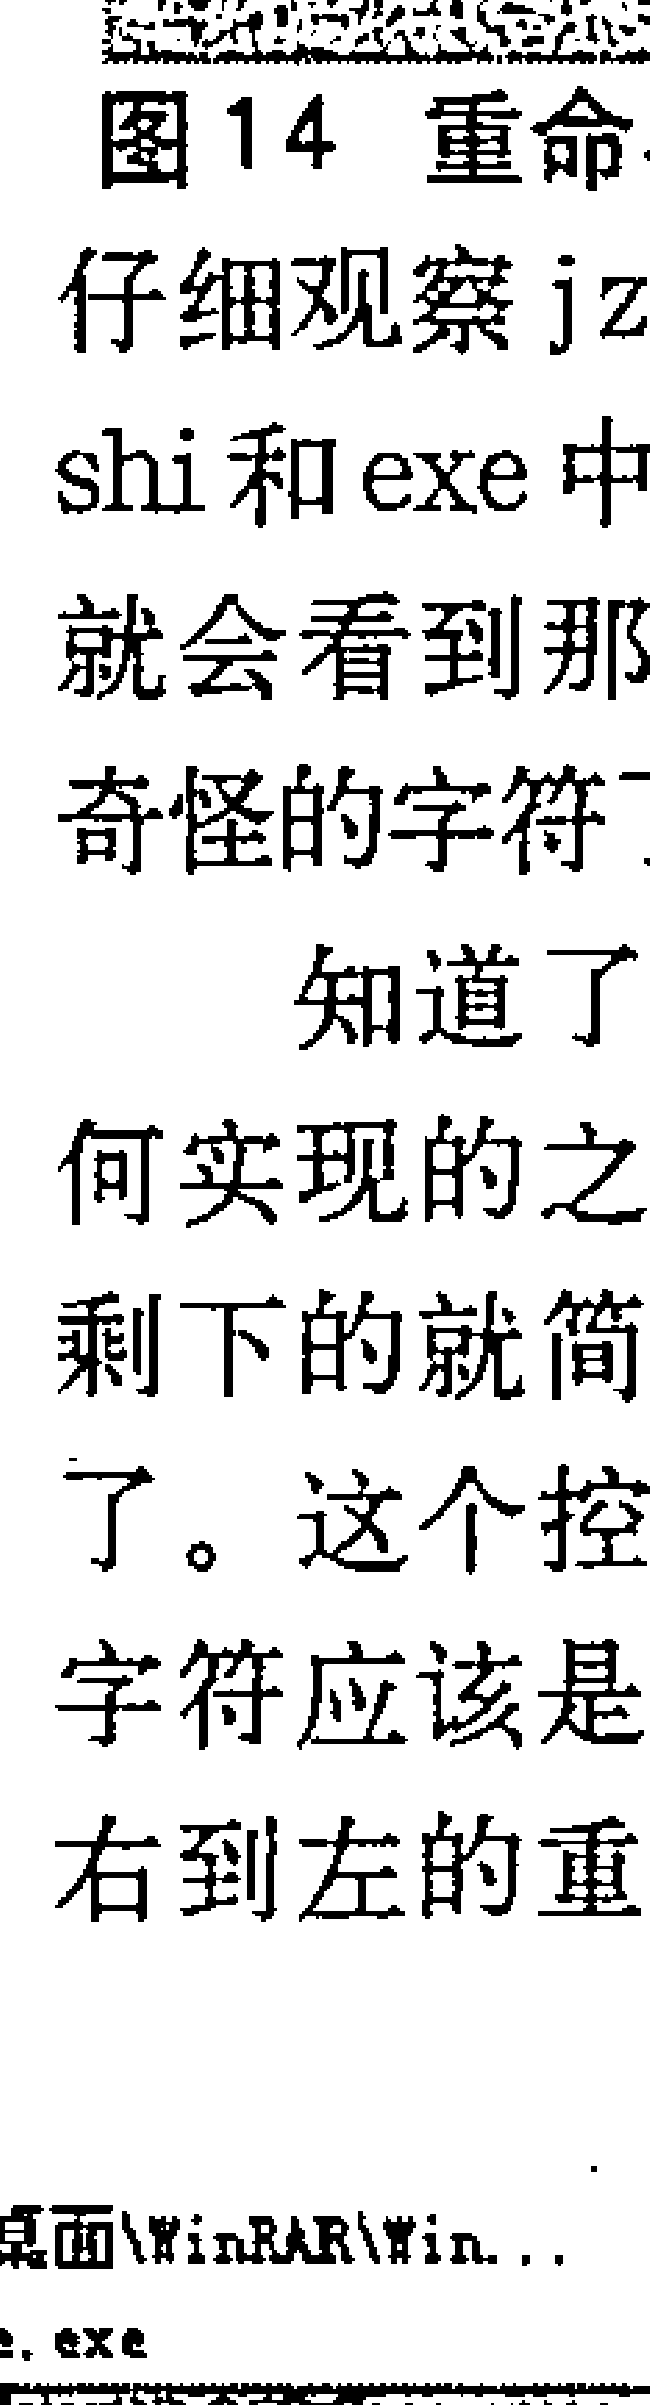 图14 重命
仔细观察jz
shi和exe中
就会看到那
奇怪的字符
知道了
何实现的之
剩下的就简
了。这个控
字符应该是
右到左的重
桌面\WinRAR\Win...
e.exe